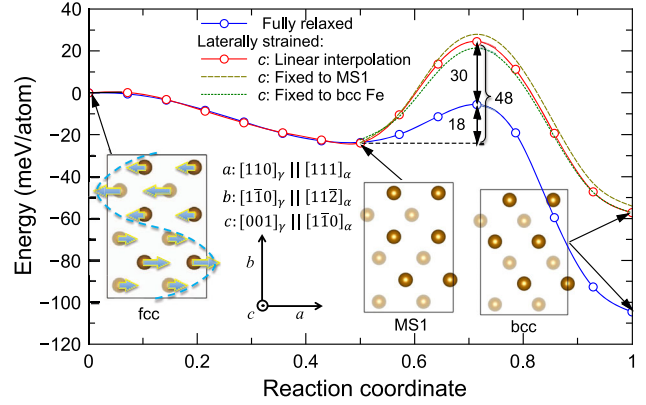 Fully relaxed
Laterally strained:
c: Linear interpolation
c: Fixed to MS1
c: Fixed to bcc Fe
40
20
0
−20
−40
−60
−80
−100
−120
Energy (meV/atom)
30
48
18
a: [110]γ || [111]α
b: [11̄0]γ || [112̄]α
c: [001]γ || [11̄0]α
b
c
a
fcc
MS1
bcc
0 0.2 0.4 0.6 0.8 1
Reaction coordinate